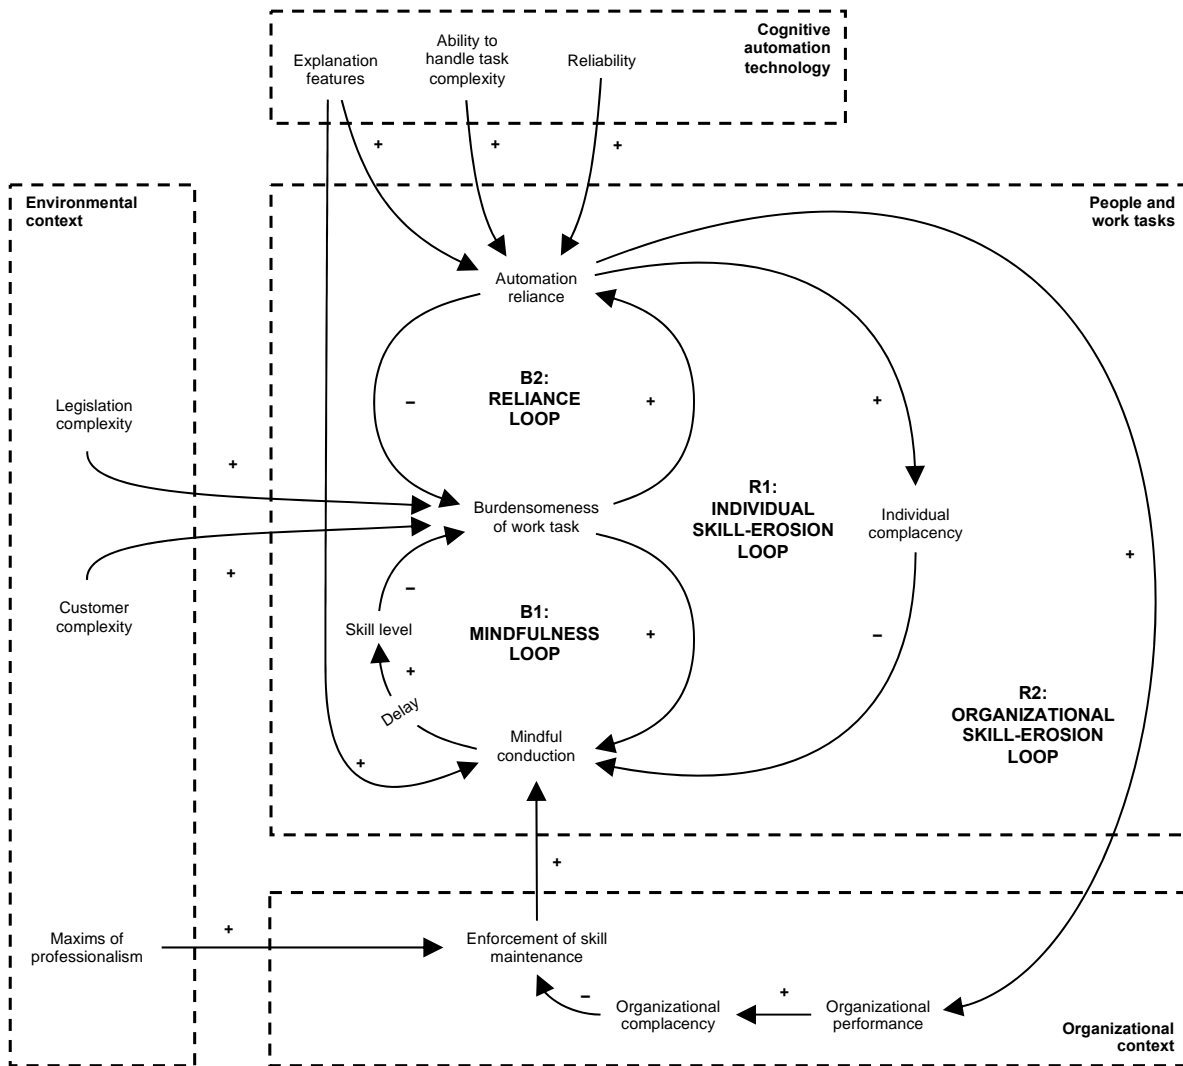 Cognitive
automation
technology
Explanation
features
Ability to
handle task
complexity
Reliability
+
+
+
Environmental
context
People and
work tasks
Automation
reliance
B2:
RELIANCE
LOOP
–
+
+
Legislation
complexity
+
Burdensomeness
of work task
R1:
INDIVIDUAL
SKILL-EROSION
LOOP
Individual
complacency
+
Customer
complexity
+
–
Skill level
B1:
MINDFULNESS
LOOP
+
–
+
Delay
Mindful
conduction
+
R2:
ORGANIZATIONAL
SKILL-EROSION
LOOP
+
Maxims of
professionalism
+
Enforcement of skill
maintenance
–
Organizational
complacency
+
Organizational
performance
Organizational
context